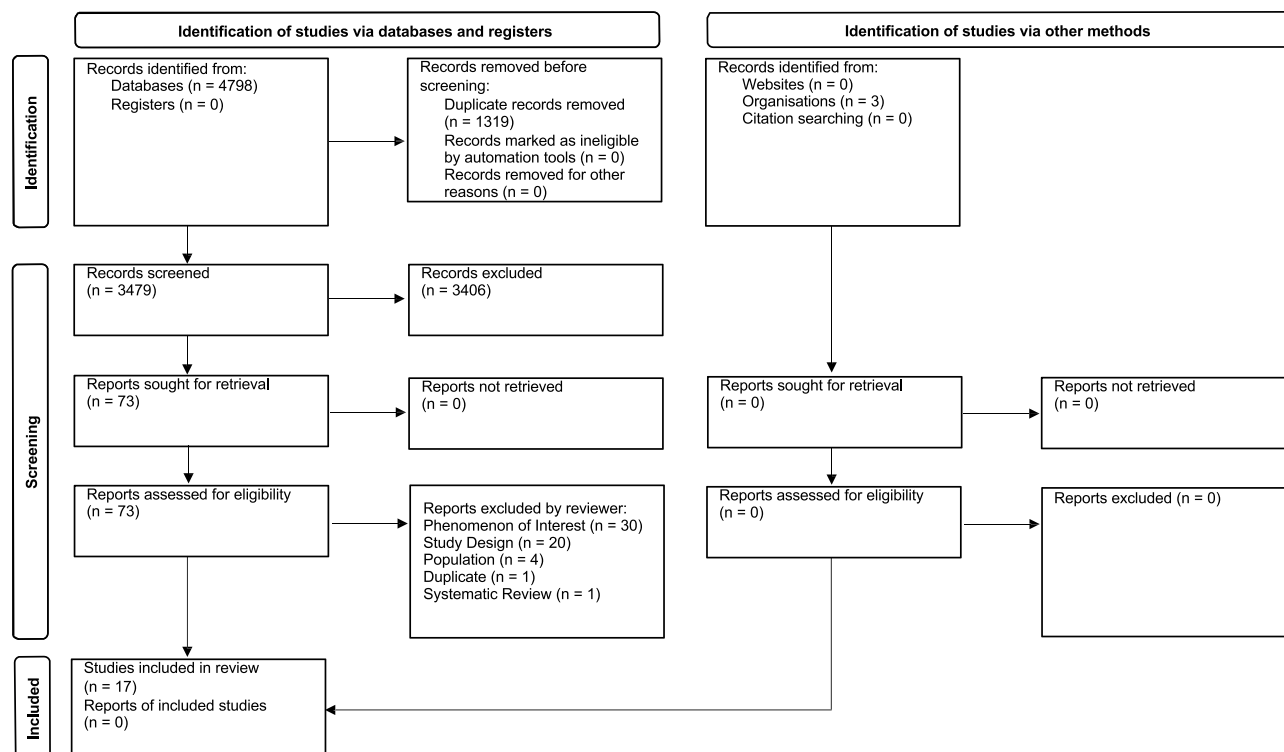 Identification of studies via databases and registers
Identification of studies via other methods
Identification
Records identified from:
Databases (n = 4798)
Registers (n = 0)
Records removed before
screening:
Duplicate records removed
(n = 1319)
Records marked as ineligible
by automation tools (n = 0)
Records removed for other
reasons (n = 0)
Records identified from:
Websites (n = 0)
Organisations (n = 3)
Citation searching (n = 0)
Screening
Records screened
(n = 3479)
Records excluded
(n = 3406)
Reports sought for retrieval
(n = 73)
Reports not retrieved
(n = 0)
Reports sought for retrieval
(n = 0)
Reports not retrieved
(n = 0)
Reports assessed for eligibility
(n = 73)
Reports excluded by reviewer:
Phenomenon of Interest (n = 30)
Study Design (n = 20)
Population (n = 4)
Duplicate (n = 1)
Systematic Review (n = 1)
Reports assessed for eligibility
(n = 0)
Reports excluded (n = 0)
Included
Studies included in review
(n = 17)
Reports of included studies
(n = 0)